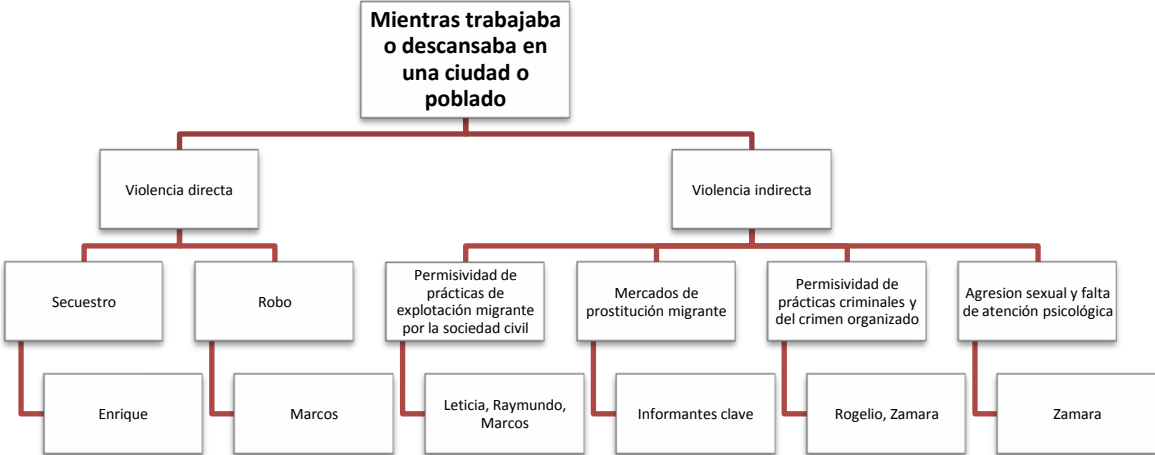 Mientras trabajaba
o descansaba en
una ciudad o
poblado
Violencia directa
Violencia indirecta
Secuestro
Robo
Permisividad de
prácticas de
explotación migrante
por la sociedad civil
Mercados de
prostitución migrante
Permisividad de
prácticas criminales y
del crimen organizado
Agresion sexual y falta
de atención psicológica
Enrique
Marcos
Leticia, Raymundo,
Marcos
Informantes clave
Rogelio, Zamara
Zamara